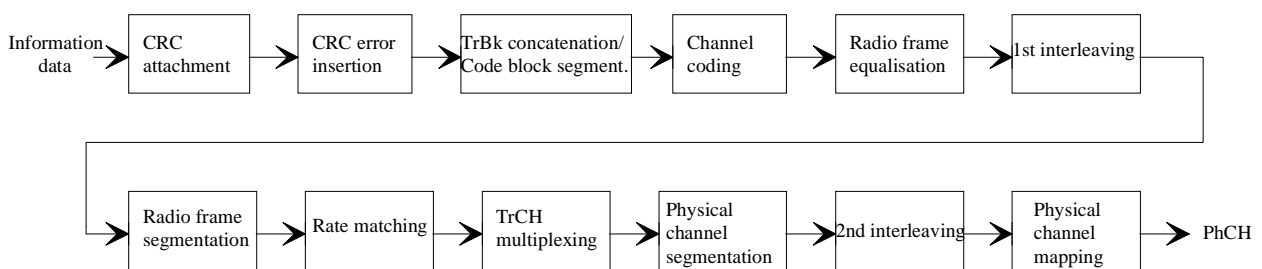 Information
data
CRC
attachment
CRC error
insertion
TrBk concatenation/
Code block segment.
Channel
coding
Radio frame
equalisation
1st interleaving
Radio frame
segmentation
Rate matching
TrCH
multiplexing
Physical
channel
segmentation
2nd interleaving
Physical
channel
mapping
PhCH